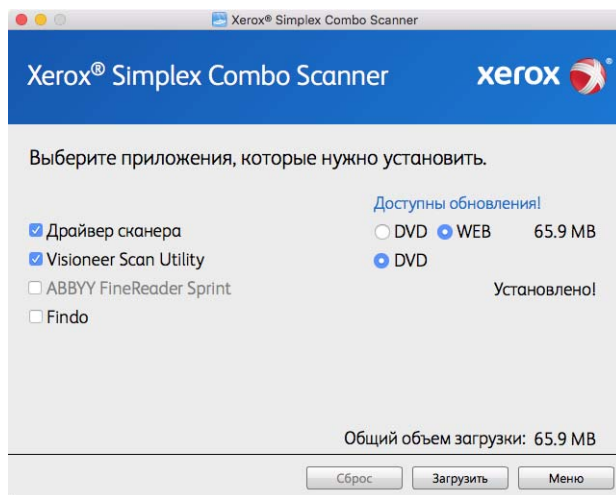 Xerox® Simplex Combo Scanner
Xerox® Simplex Combo Scanner
xerox ®
Выберите приложения, которые нужно установить.
Доступны обновления!
Драйвер сканера DVD WEB 65.9 MB
Visioneer Scan Utility DVD
ABBYY FineReader Sprint Установлено!
Findo
Общий объем загрузки: 65.9 MB
Сброс Загрузить Меню